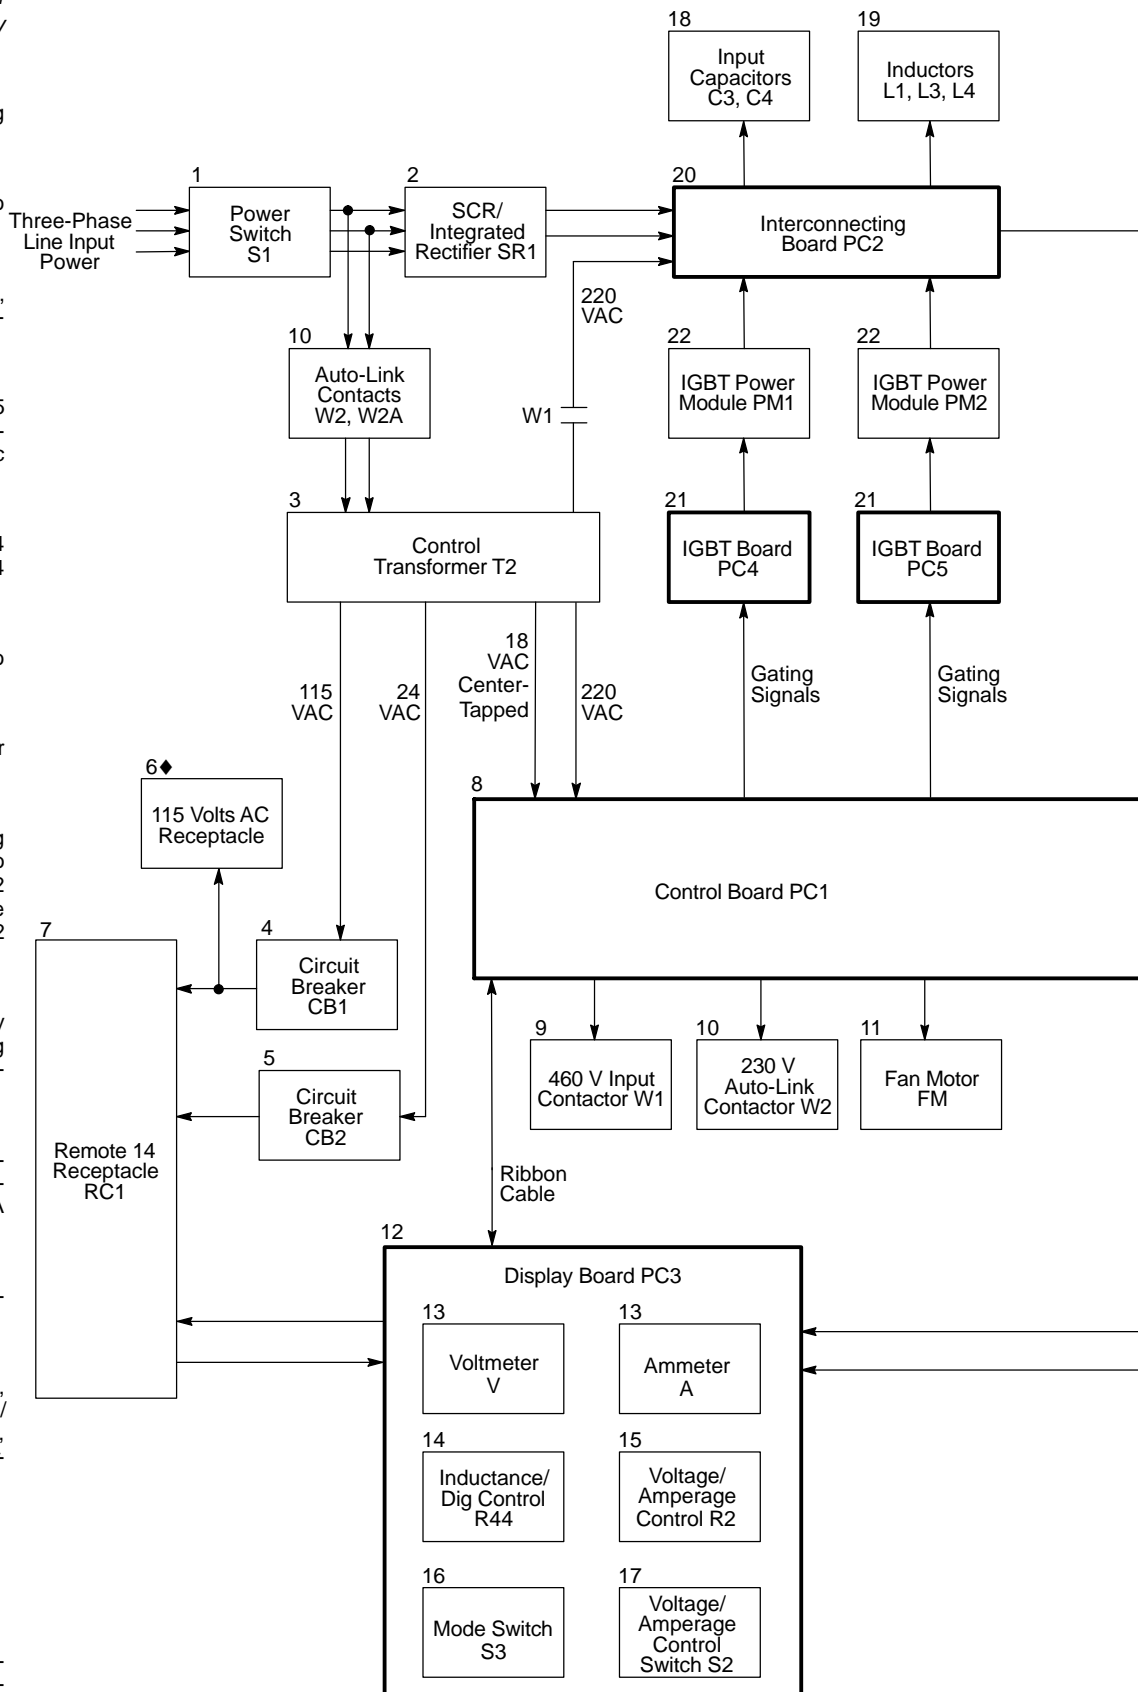 18
Input
Capacitors
C3, C4
19
Inductors
L1, L3, L4
Three-Phase
Line Input
Power
1
Power
Switch
S1
2
SCR/
Integrated
Rectifier SR1
20
Interconnecting
Board PC2
220
VAC
10
Auto-Link
Contacts
W2, W2A
W1
22
IGBT Power
Module PM1
22
IGBT Power
Module PM2
3
Control
Transformer T2
21
IGBT Board
PC4
21
IGBT Board
PC5
115
VAC
24
VAC
18
VAC
Center-
Tapped
220
VAC
Gating
Signals
Gating
Signals
6♦
115 Volts AC
Receptacle
8
Control Board PC1
7
Remote 14
Receptacle
RC1
4
Circuit
Breaker
CB1
5
Circuit
Breaker
CB2
9
460 V Input
Contactor W1
10
230 V
Auto-Link
Contactor W2
11
Fan Motor
FM
Ribbon
Cable
12
Display Board PC3
13
Voltmeter
V
13
Ammeter
A
14
Inductance/
Dig Control
R44
15
Voltage/
Amperage
Control R2
16
Mode Switch
S3
17
Voltage/
Amperage
Control
Switch S2